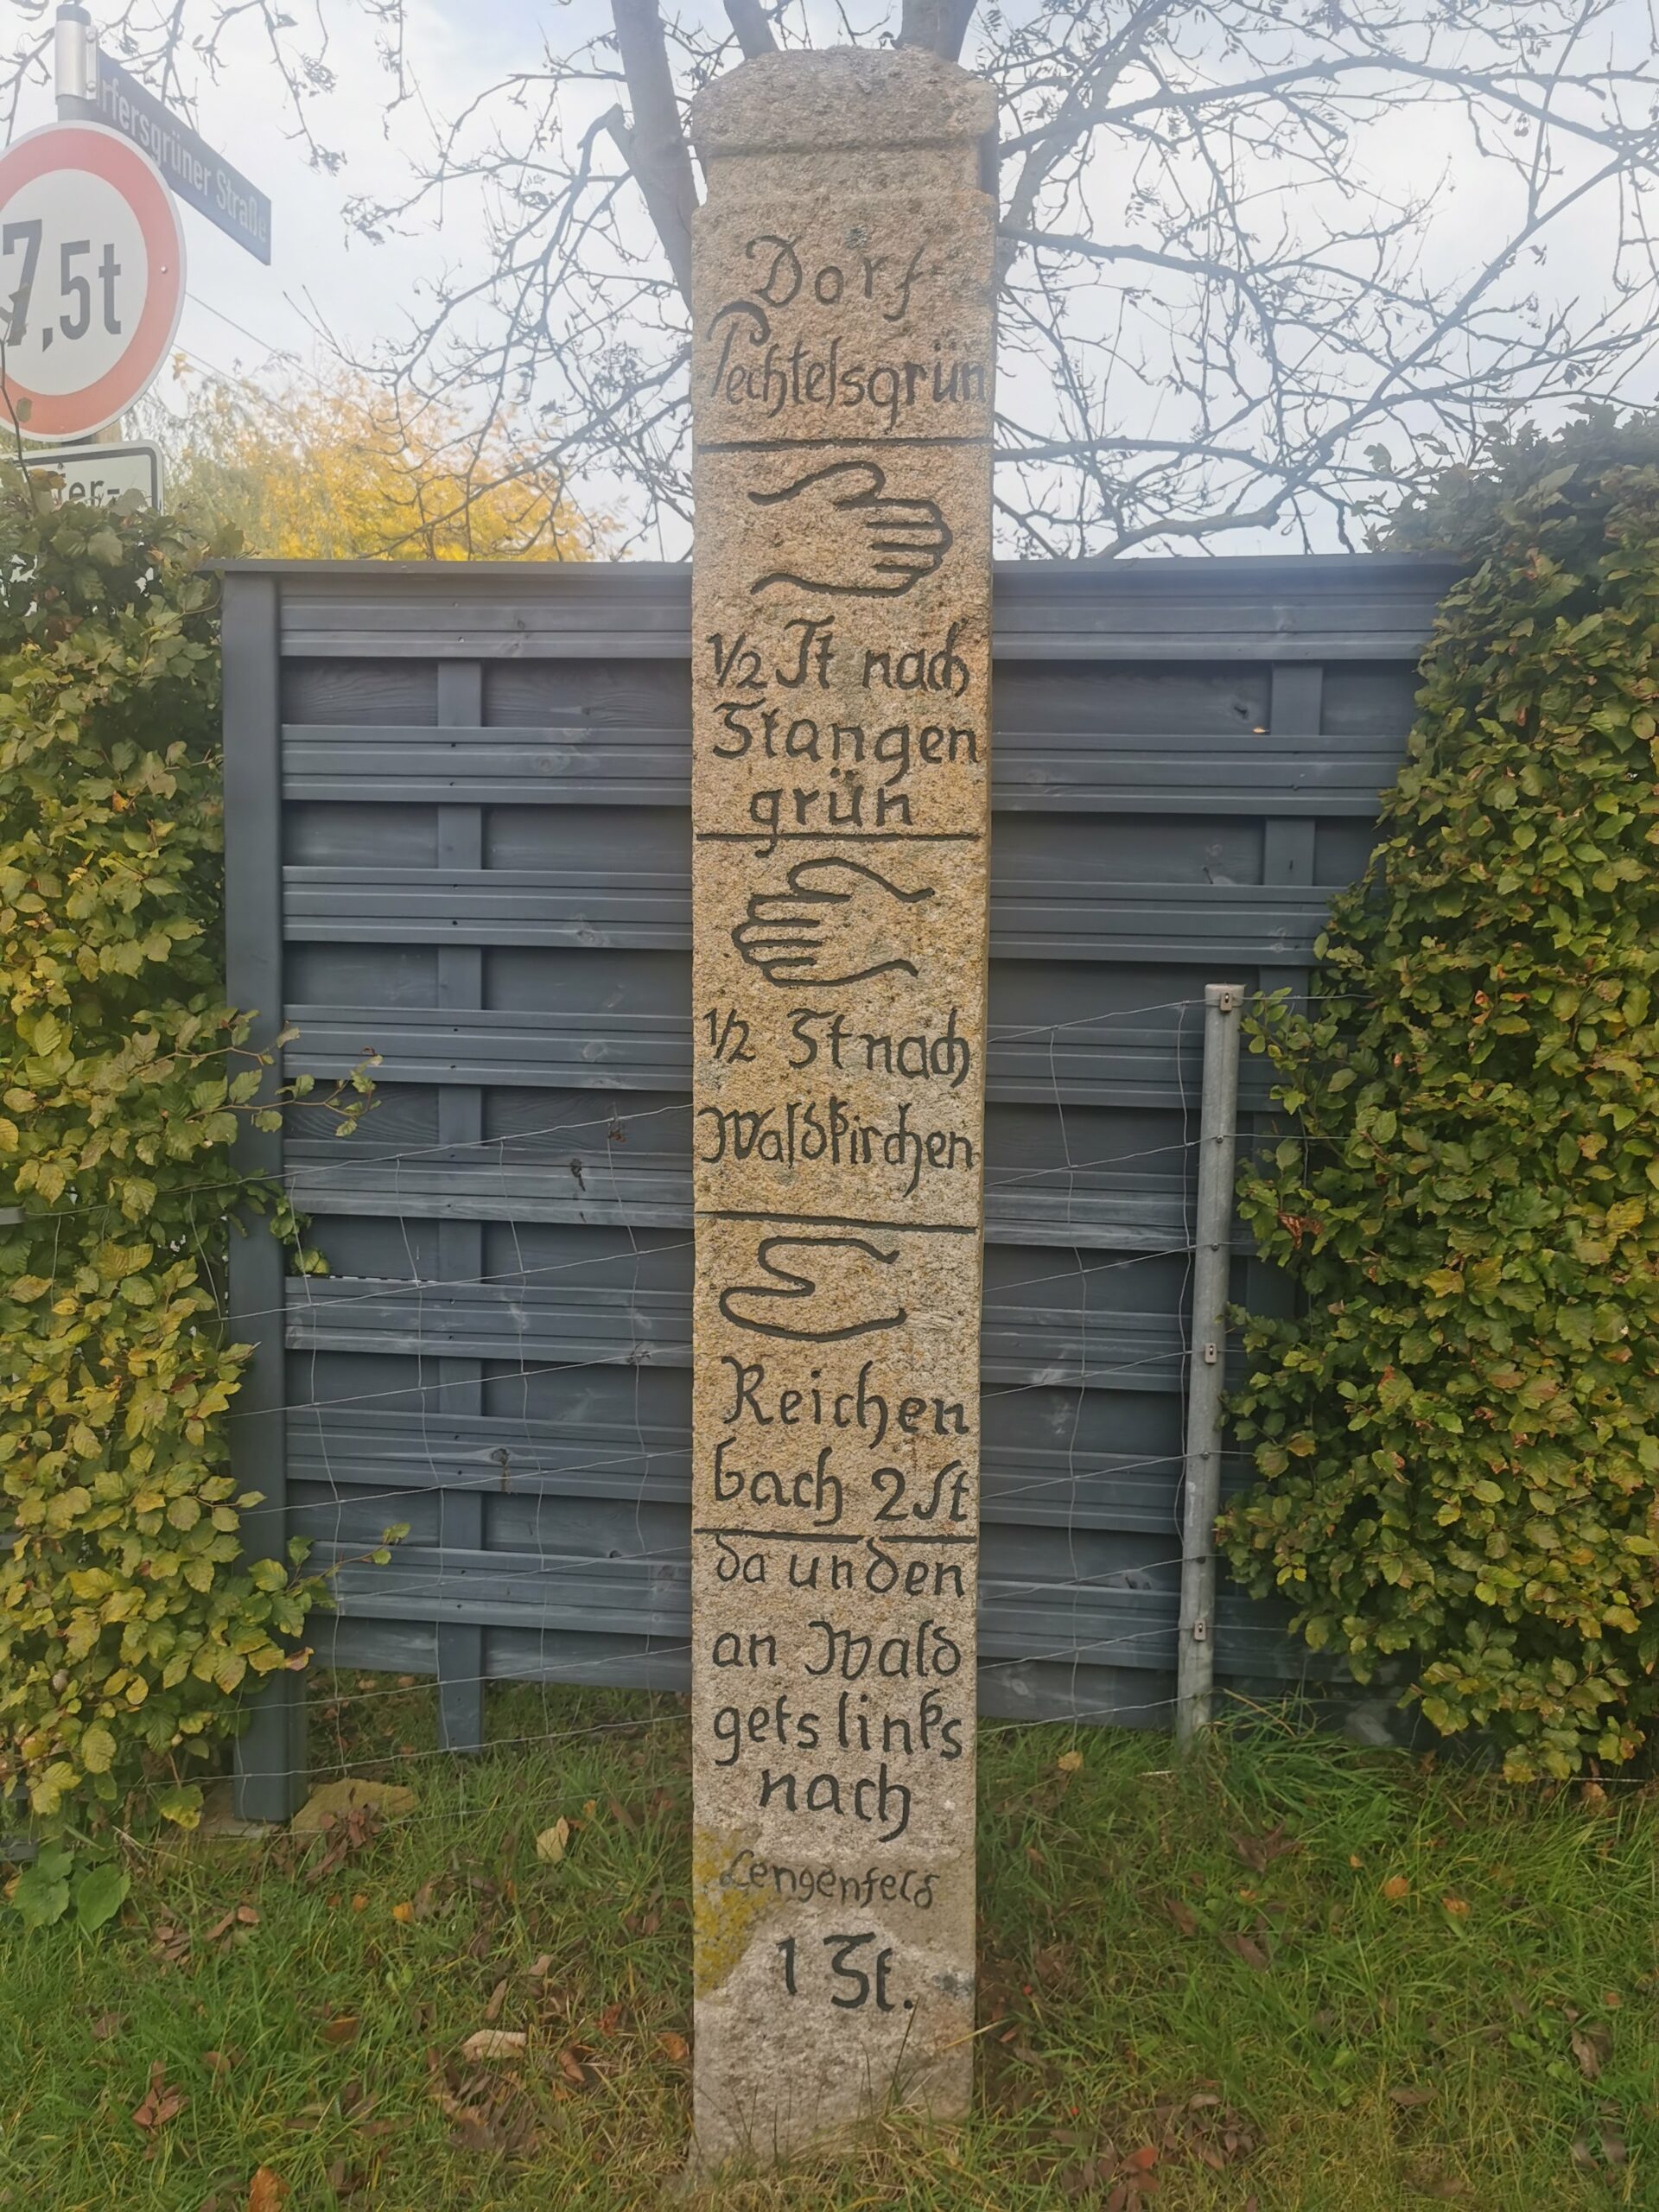 rfersgrüner Straße
7,5t
Dorf
Pechtelsgrün
1/2 St nach
Stangen
grün
1/2 St nach
Waldkirchen
Reichen
bach 2 St
da unden
an Wald
gets links
nach
Lengenfeld
1 St.